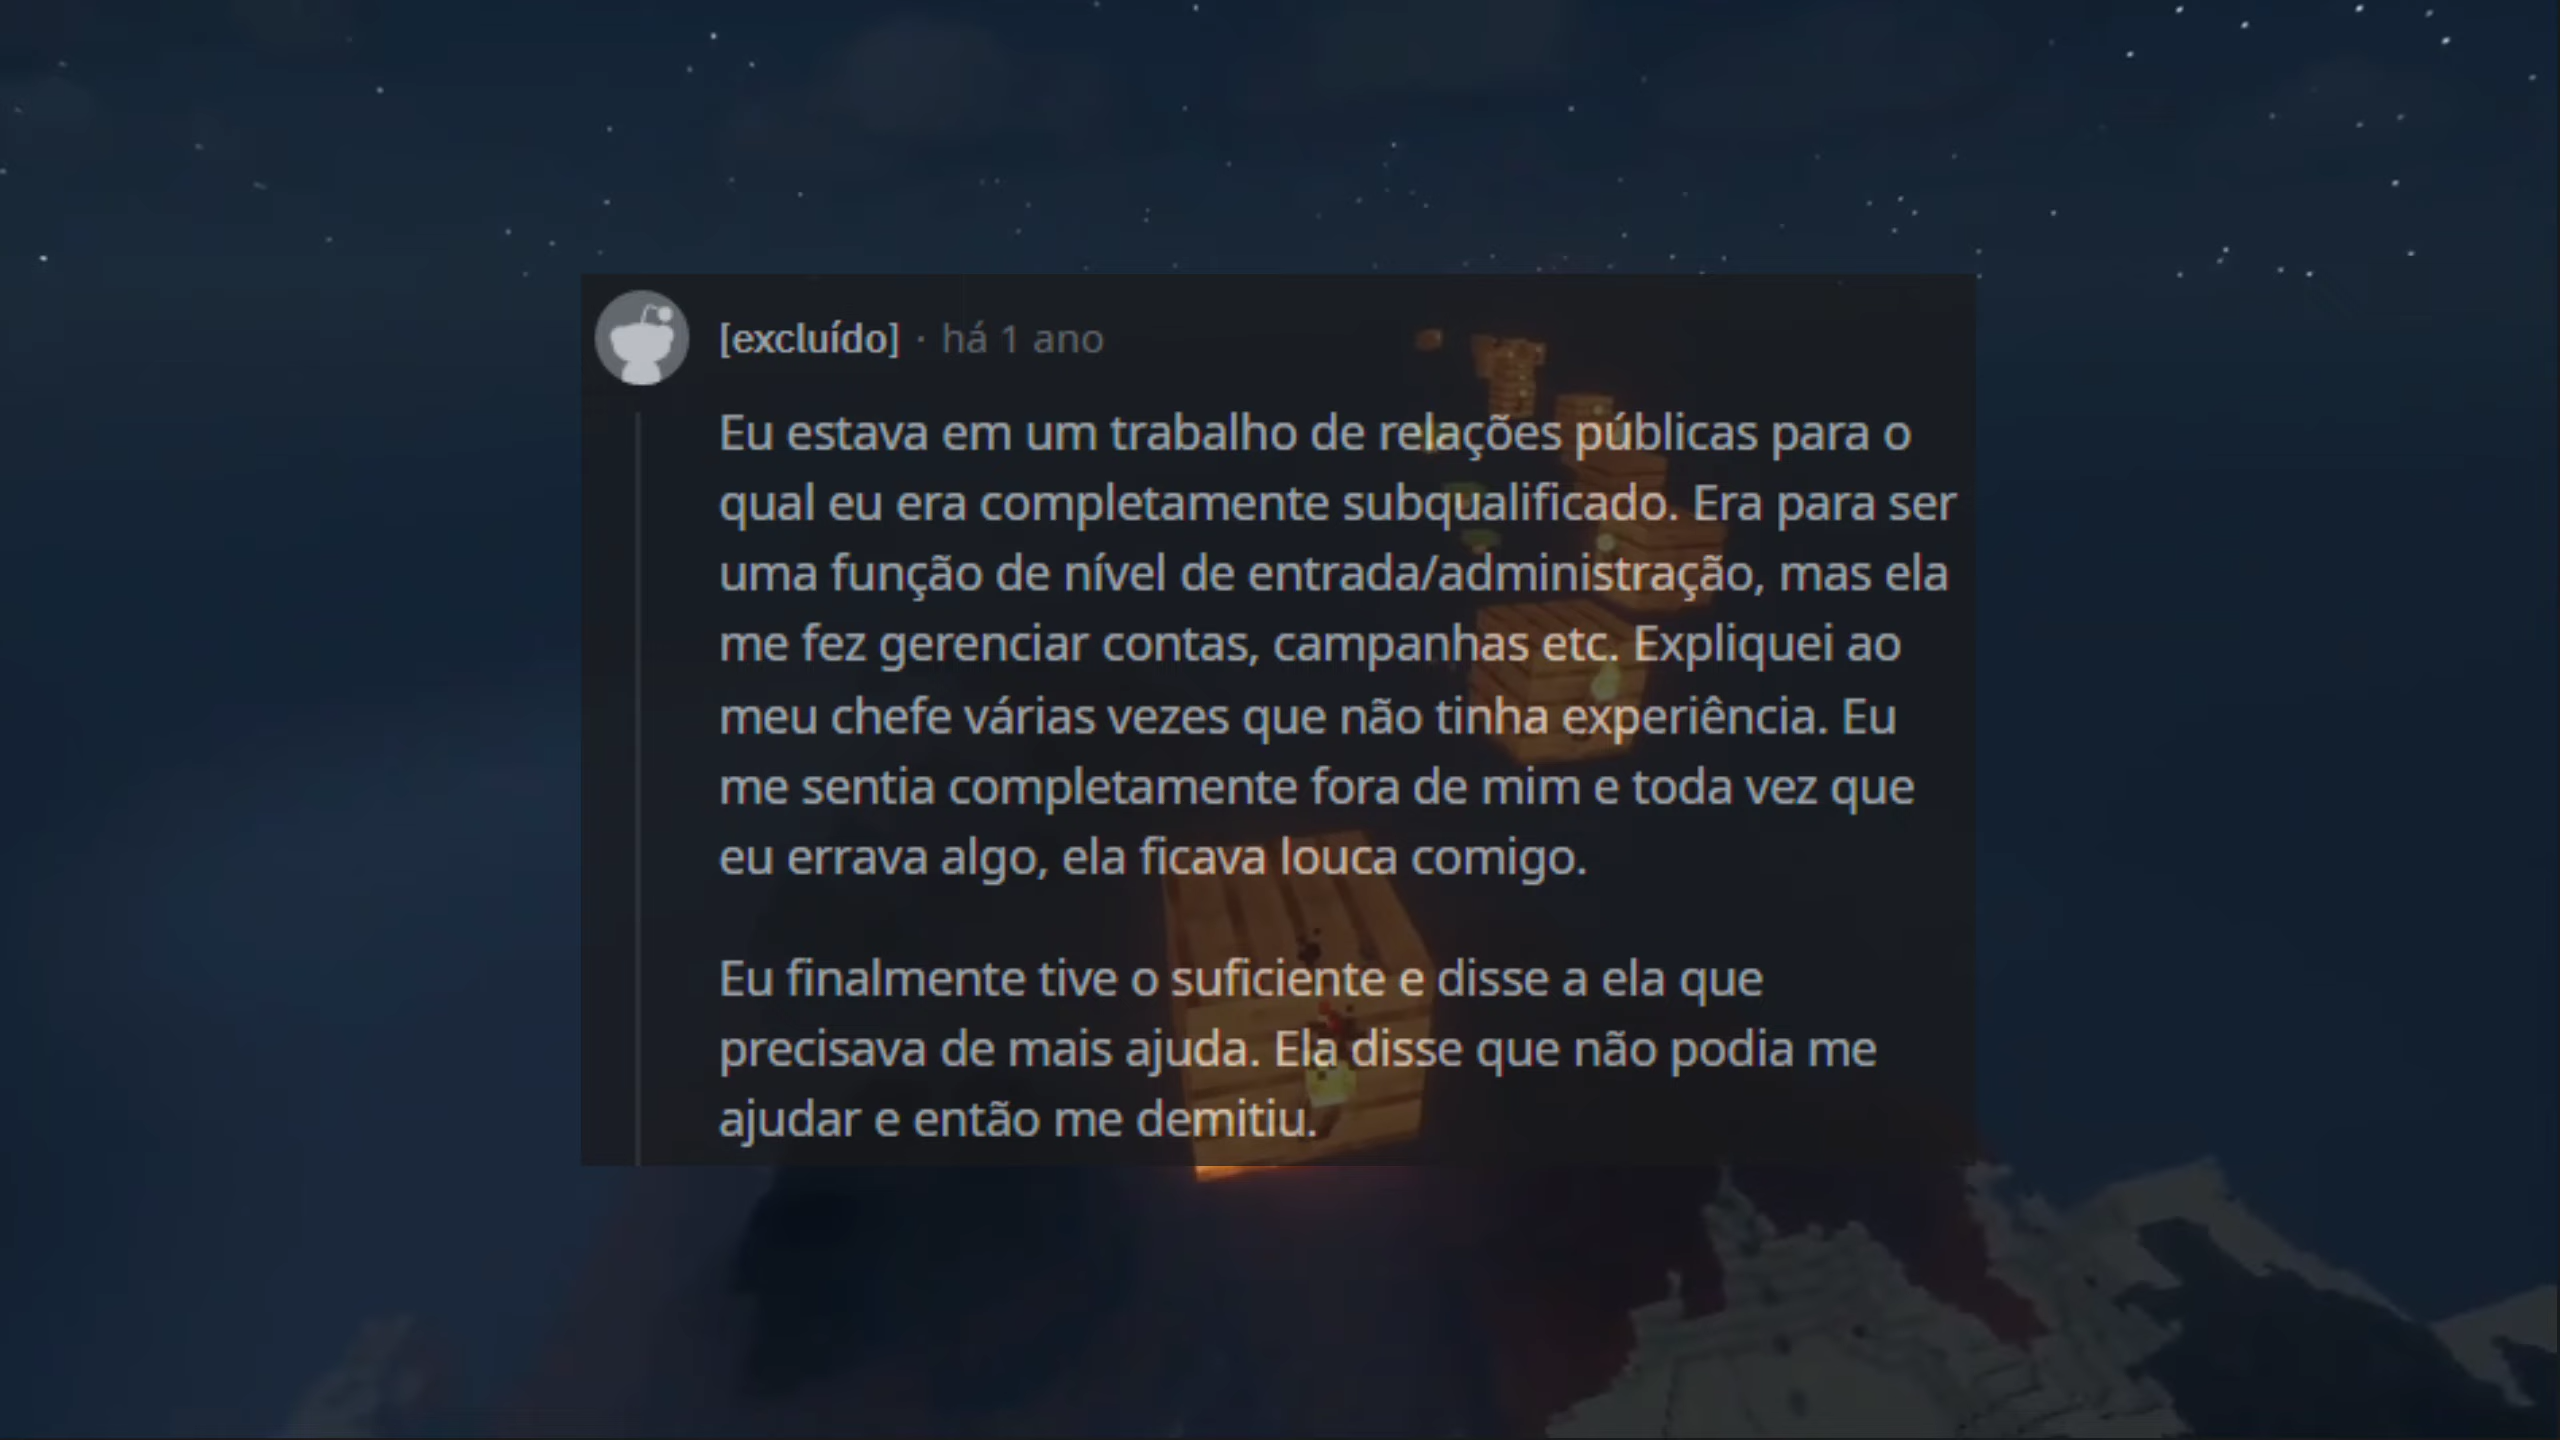 [excluído] · há 1 ano
Eu estava em um trabalho de relações públicas para o
qual eu era completamente subqualificado. Era para ser
uma função de nível de entrada/administração, mas ela
me fez gerenciar contas, campanhas etc. Expliquei ao
meu chefe várias vezes que não tinha experiência. Eu
me sentia completamente fora de mim e toda vez que
eu errava algo, ela ficava louca comigo.
Eu finalmente tive o suficiente e disse a ela que
precisava de mais ajuda. Ela disse que não podia me
ajudar e então me demitiu.